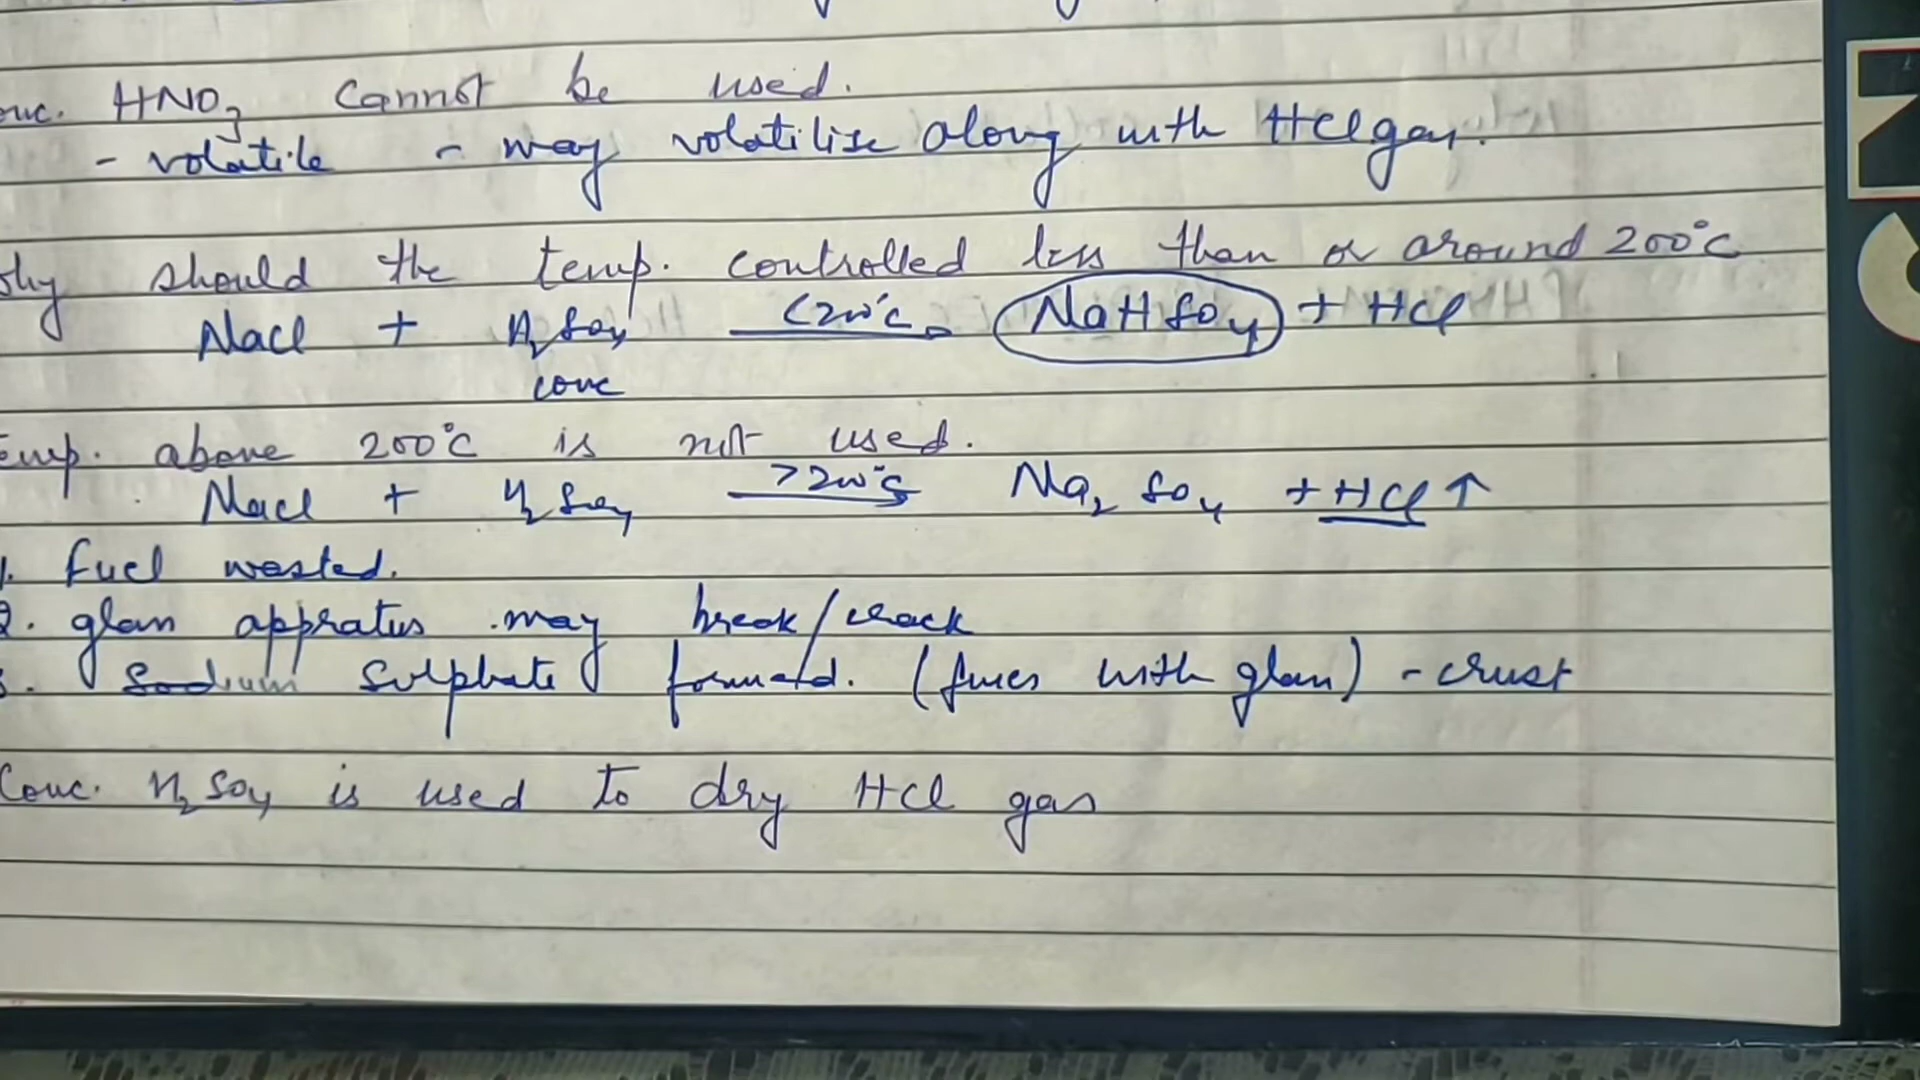 onc. HNO3 Cannot be used.
- volatile - may volatilise along with HCl gas.
Why should the temp. controlled less than or around 200°C
NaCl + H2SO4 <200°C NaHSO4 + HCl
conc
Temp. above 200°C is not used.
NaCl + H2SO4 >200°C Na2SO4 + HCl ↑
1. fuel wasted.
2. glass appratus may break/crack
3. Sodium Sulphate formed. (fuses with glass) - crust
Conc. H2SO4 is used to dry HCl gas